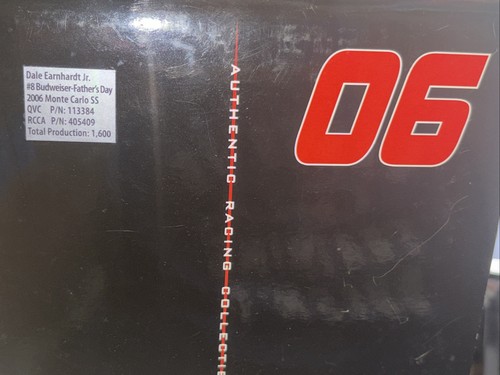 Dale Earnhardt Jr.
#8 Budweiser-Father's Day
2006 Monte Carlo SS
QVC P/N: 113384
RCCA P/N: 405409
Total Production: 1,600
AUTHENTIC RACING COLLECTI
06